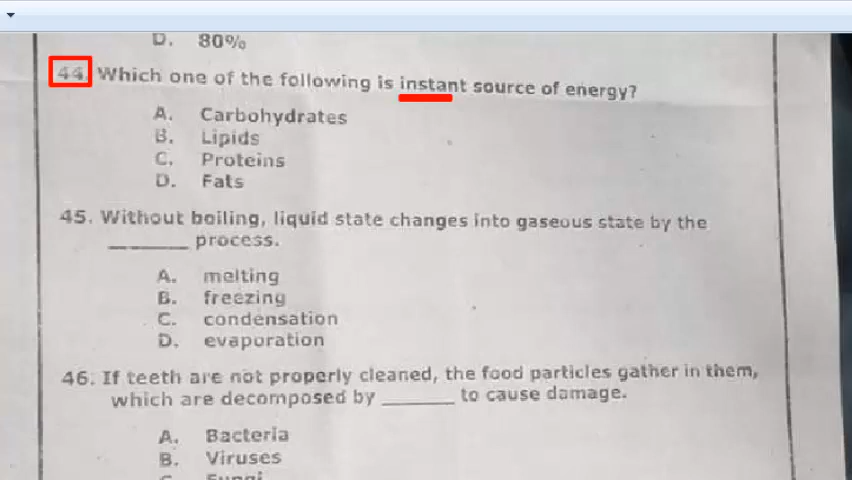 D. 80%
44. Which one of the following is instant source of energy?
A. Carbohydrates
B. Lipids
C. Proteins
D. Fats
45. Without boiling, liquid state changes into gaseous state by the
________ process.
A. melting
B. freezing
C. condensation
D. evaporation
46. If teeth are not properly cleaned, the food particles gather in them,
which are decomposed by _______ to cause damage.
A. Bacteria
B. Viruses
C. Fungi